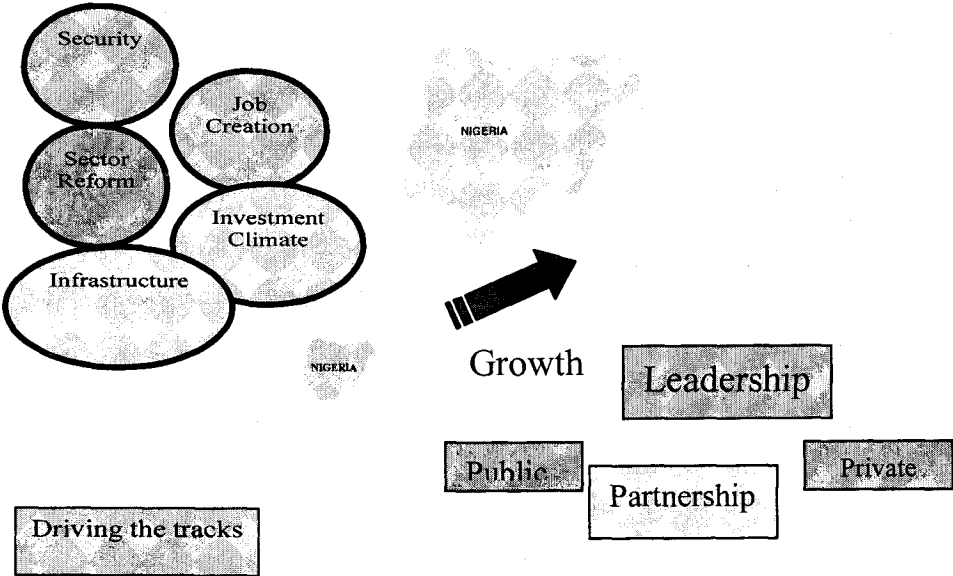 Security
Job
Creation
NIGERIA
Sector
Reform
Investment
Climate
Infrastructure
NIGERIA
Growth
Leadership
Public
Private
Partnership
Driving the tracks